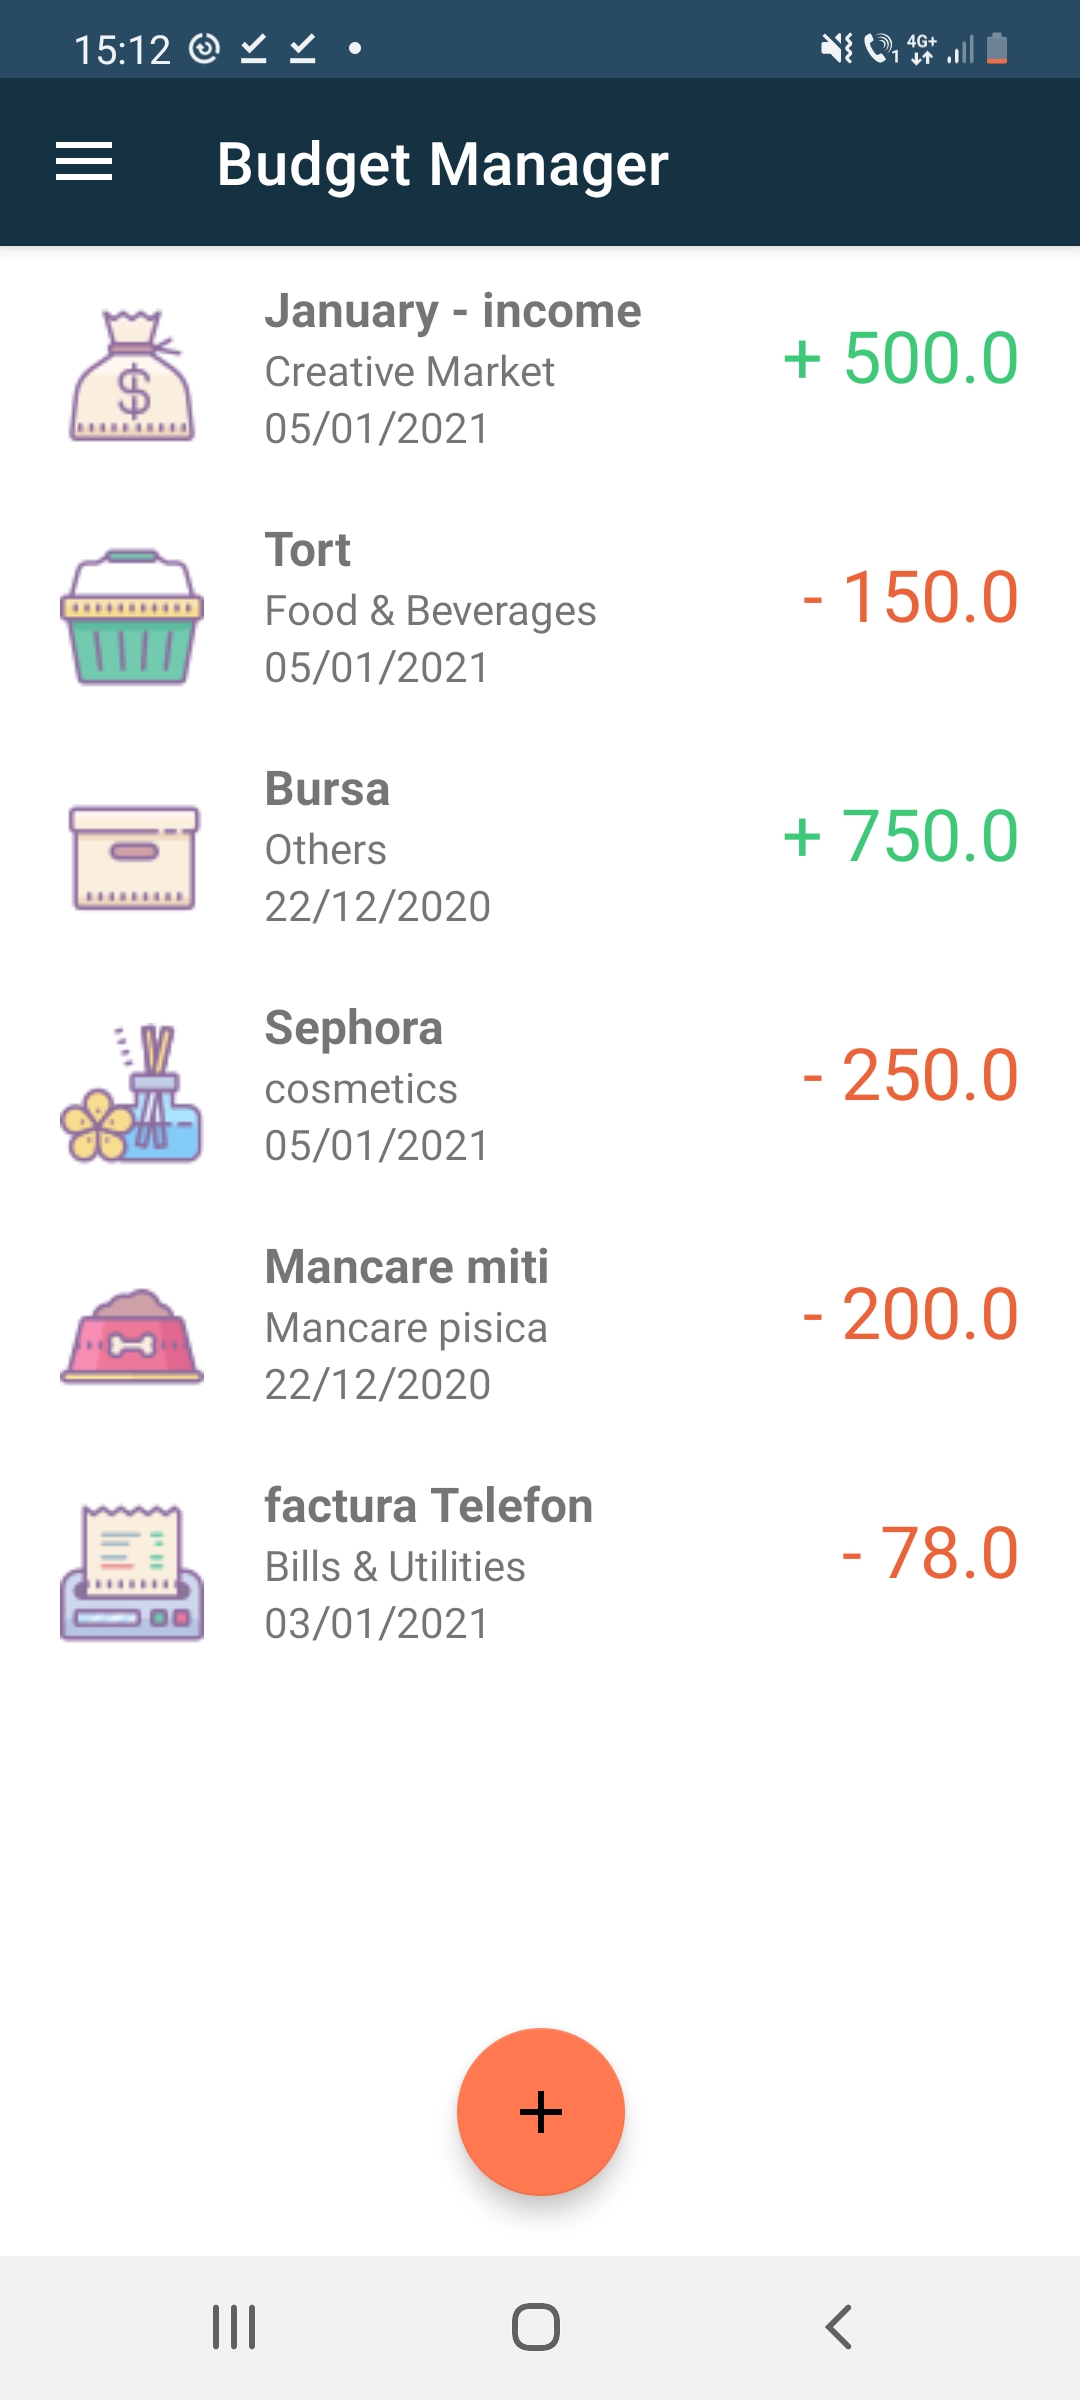 15:12
4G+
1
Budget Manager
January - income
Creative Market
05/01/2021
+ 500.0
Tort
Food & Beverages
05/01/2021
- 150.0
Bursa
Others
22/12/2020
+ 750.0
Sephora
cosmetics
05/01/2021
- 250.0
Mancare miti
Mancare pisica
22/12/2020
- 200.0
factura Telefon
Bills & Utilities
03/01/2021
- 78.0